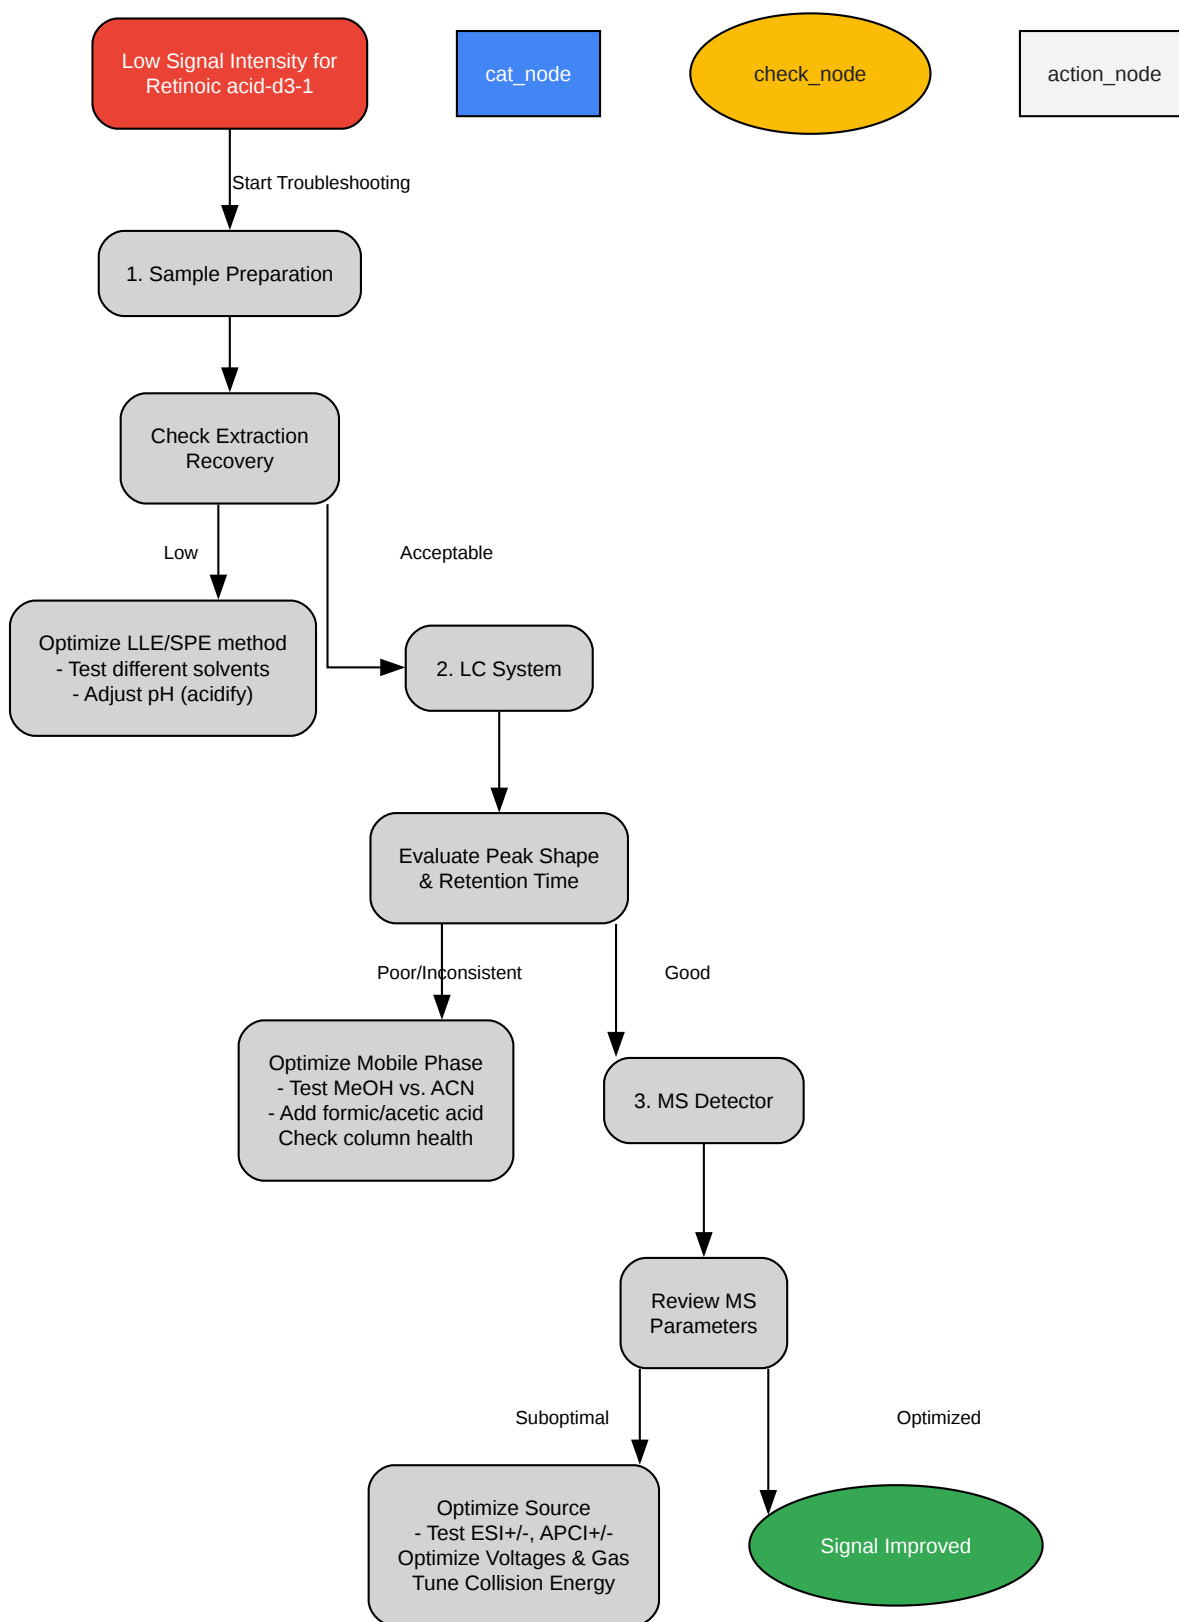 Low Signal Intensity for
Retinoic acid-d3-1
cat_node
check_node
action_node
Start Troubleshooting
1. Sample Preparation
Check Extraction
Recovery
Low
Acceptable
Optimize LLE/SPE method
- Test different solvents
- Adjust pH (acidify)
2. LC System
Evaluate Peak Shape
& Retention Time
Poor/Inconsistent
Good
Optimize Mobile Phase
- Test MeOH vs. ACN
- Add formic/acetic acid
Check column health
3. MS Detector
Review MS
Parameters
Suboptimal
Optimized
Optimize Source
- Test ESI+/-, APCI+/-
Optimize Voltages & Gas
Tune Collision Energy
Signal Improved